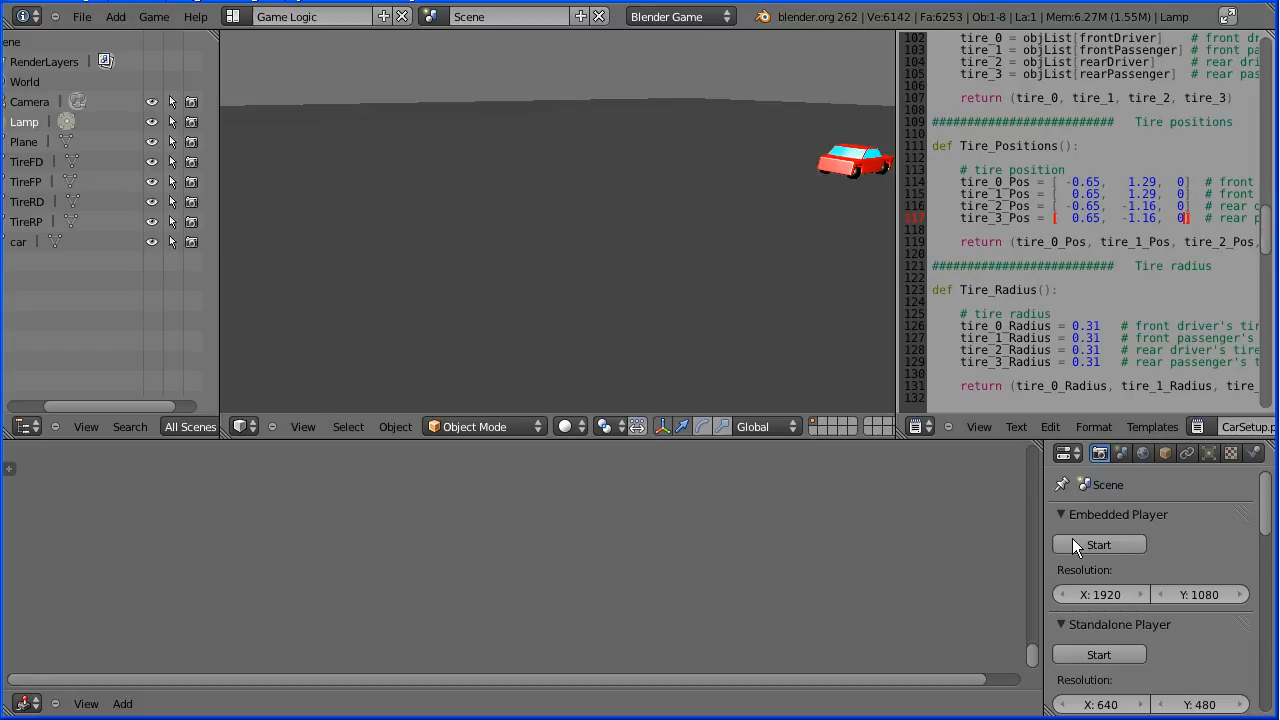 File Add Game Help Game Logic Scene Blender Game blender.org 262 | Ve:6142 | Fa:6253 | Ob:1-8 | La:1 | Mem:6.27M (1.55M) | Lamp
ene
RenderLayers
World
Camera
Lamp
Plane
TireFD
TireFP
TireRD
TireRP
car
View Search All Scenes
View Select Object Object Mode Global
102 tire_0 = objList[frontDriver] # front dr
103 tire_1 = objList[frontPassenger] # front pa
104 tire_2 = objList[rearDriver] # rear dri
105 tire_3 = objList[rearPassenger] # rear pas
106
107 return (tire_0, tire_1, tire_2, tire_3)
108
109 ########################## Tire positions
110
111 def Tire_Positions():
112
113 # tire position
114 tire_0_Pos = [ -0.65, 1.29, 0] # front
115 tire_1_Pos = [ 0.65, 1.29, 0] # front
116 tire_2_Pos = [ -0.65, -1.16, 0] # rear
117 tire_3_Pos = [ 0.65, -1.16, 0] # rear p
118
119 return (tire_0_Pos, tire_1_Pos, tire_2_Pos,
120
121 ########################## Tire radius
122
123 def Tire_Radius():
124
125 # tire radius
126 tire_0_Radius = 0.31 # front driver's tir
127 tire_1_Radius = 0.31 # front passenger's
128 tire_2_Radius = 0.31 # rear driver's tire
129 tire_3_Radius = 0.31 # rear passenger's t
130
131 return (tire_0_Radius, tire_1_Radius, tire_
132
View Text Edit Format Templates CarSetup.p
Scene
Embedded Player
Start
Resolution:
X: 1920 Y: 1080
Standalone Player
Start
Resolution:
X: 640 Y: 480
View Add